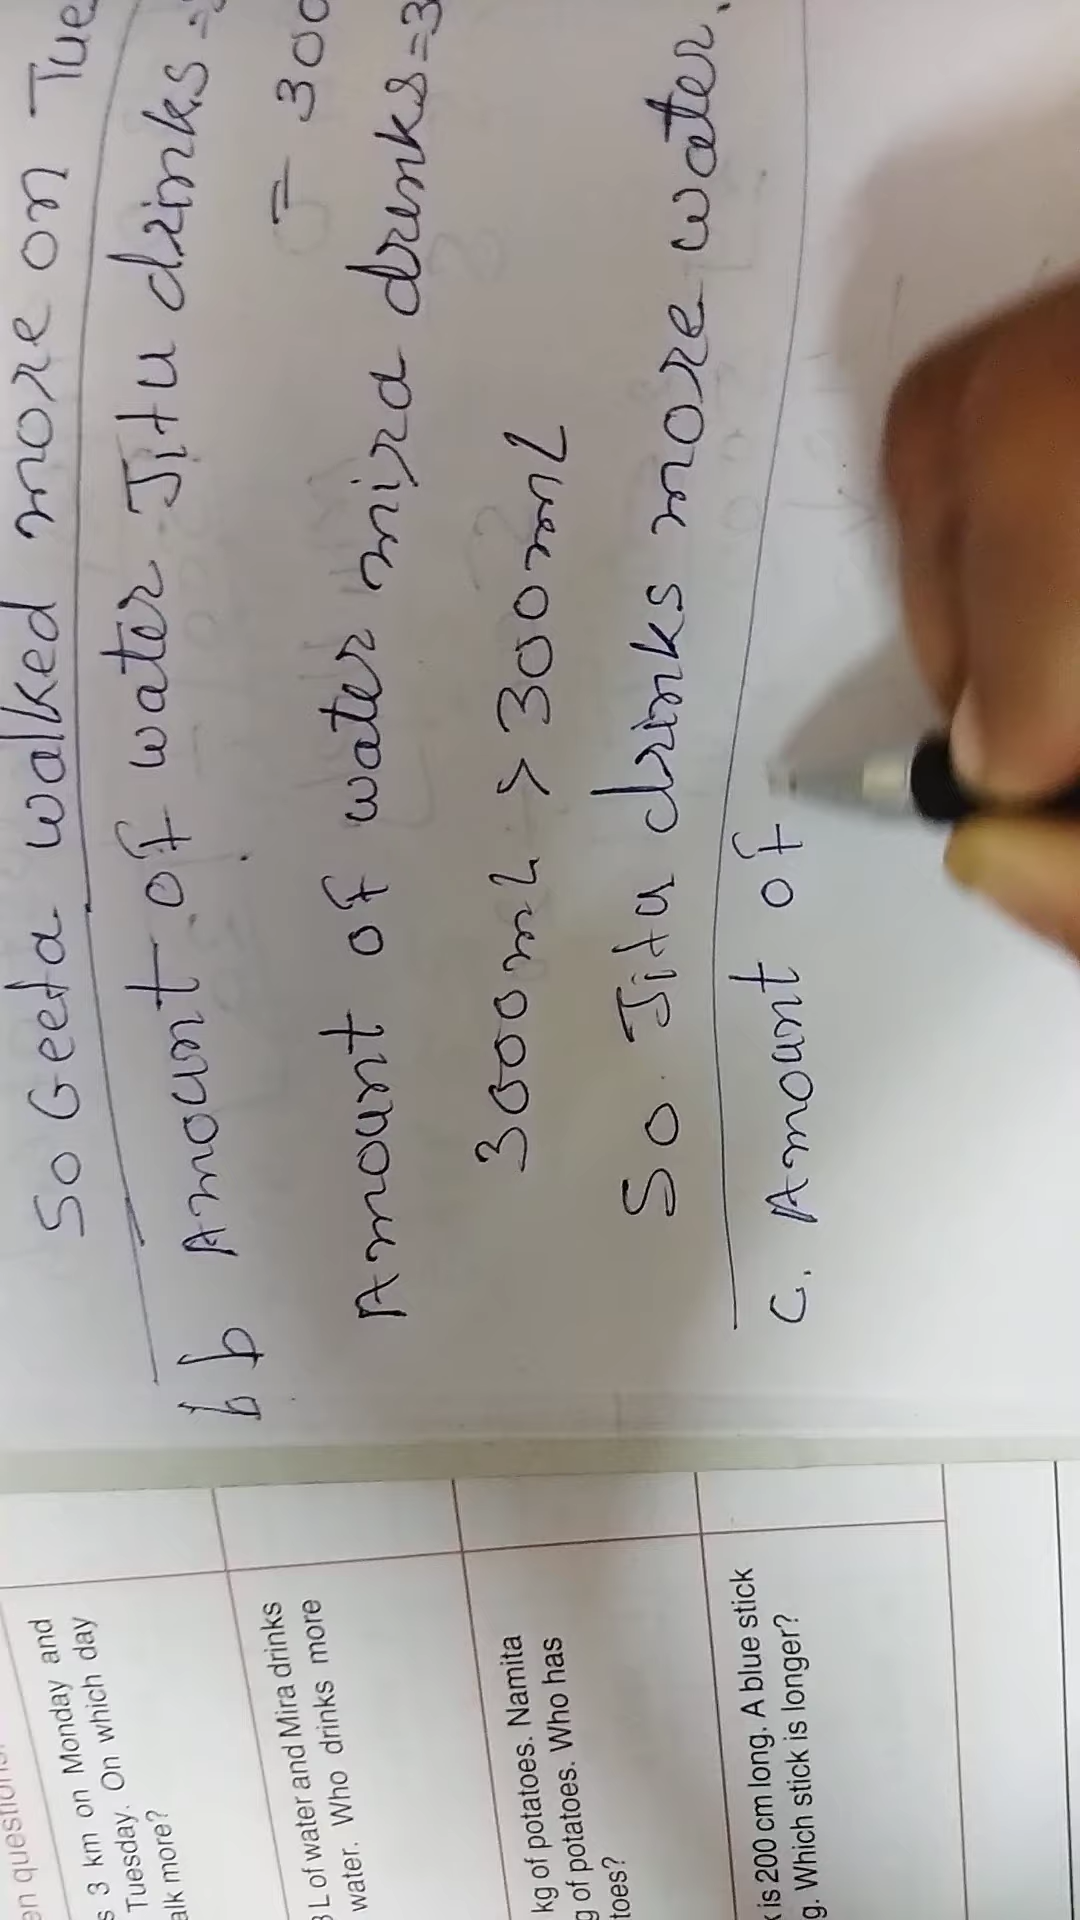 So Geeta walked more on Tue
b b Amount of water Jitu drinks =
= 300
Amount of water mira drinks = 3
3000mL > 300mL
So Jitu drinks more water.
C. Amount of
en question
s 3 km on Monday and
Tuesday. On which day
alk more?
3 L of water and Mira drinks
water. Who drinks more
kg of potatoes. Namita
g of potatoes. Who has
toes?
k is 200 cm long. A blue stick
g. Which stick is longer?